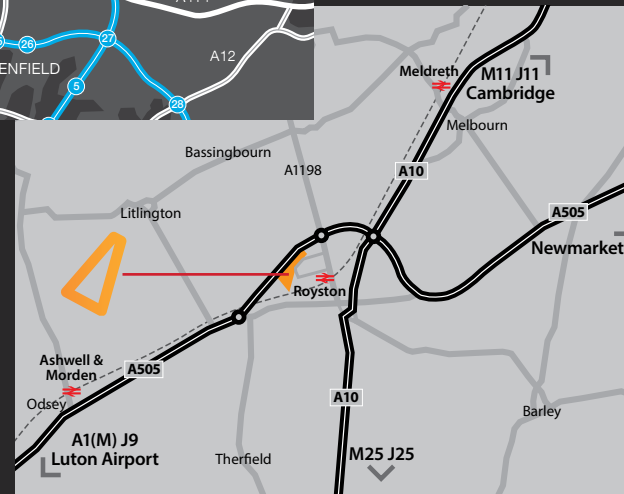 26
27
ENFIELD
A12
5
28
Meldreth
M11 J11
Cambridge
Melbourn
Bassingbourn
A1198
A10
Litlington
A505
Newmarket
Royston
Ashwell &
Morden
A505
Odsey
A10
Barley
A1(M) J9
Luton Airport
Therfield
M25 J25